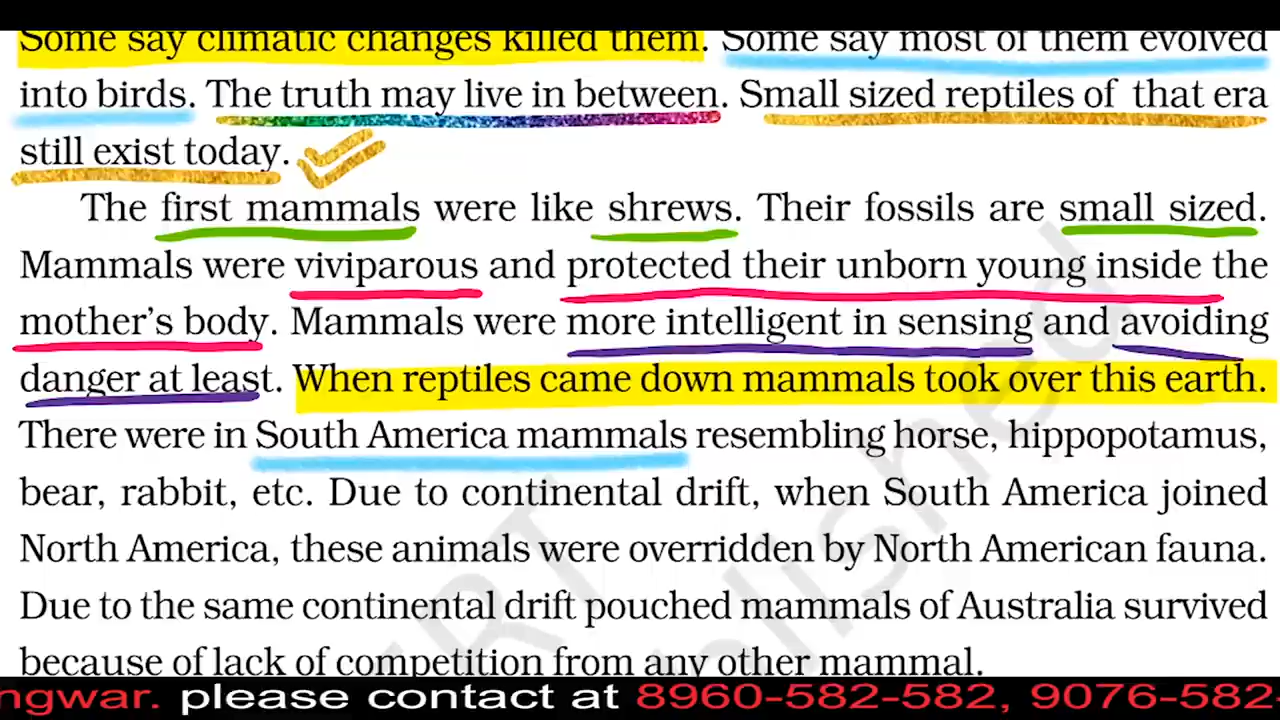 Some say climatic changes killed them. Some say most of them evolved
into birds. The truth may live in between. Small sized reptiles of that era
still exist today.
The first mammals were like shrews. Their fossils are small sized.
Mammals were viviparous and protected their unborn young inside the
mother's body. Mammals were more intelligent in sensing and avoiding
danger at least. When reptiles came down mammals took over this earth.
There were in South America mammals resembling horse, hippopotamus,
bear, rabbit, etc. Due to continental drift, when South America joined
North America, these animals were overridden by North American fauna.
Due to the same continental drift pouched mammals of Australia survived
because of lack of competition from any other mammal.
ngwar. please contact at 8960-582-582, 9076-582